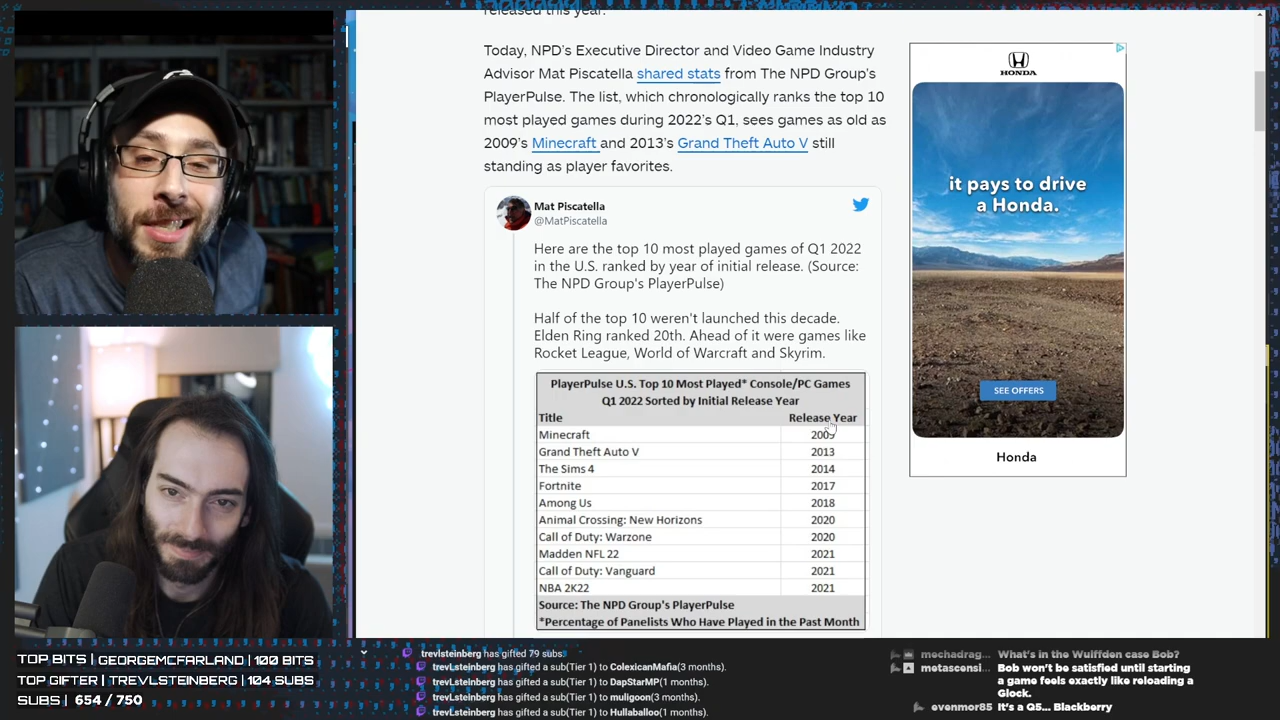 released this year.
Today, NPD's Executive Director and Video Game Industry
Advisor Mat Piscatella shared stats from The NPD Group's
PlayerPulse. The list, which chronologically ranks the top 10
most played games during 2022's Q1, sees games as old as
2009's Minecraft and 2013's Grand Theft Auto V still
standing as player favorites.
Mat Piscatella
@MatPiscatella
Here are the top 10 most played games of Q1 2022
in the U.S. ranked by year of initial release. (Source:
The NPD Group's PlayerPulse)
Half of the top 10 weren't launched this decade.
Elden Ring ranked 20th. Ahead of it were games like
Rocket League, World of Warcraft and Skyrim.
PlayerPulse U.S. Top 10 Most Played* Console/PC Games
Q1 2022 Sorted by Initial Release Year
Title Release Year
Minecraft 2009
Grand Theft Auto V 2013
The Sims 4 2014
Fortnite 2017
Among Us 2018
Animal Crossing: New Horizons 2020
Call of Duty: Warzone 2020
Madden NFL 22 2021
Call of Duty: Vanguard 2021
NBA 2K22 2021
Source: The NPD Group's PlayerPulse
*Percentage of Panelists Who Have Played in the Past Month
HONDA
it pays to drive
a Honda.
SEE OFFERS
Honda
TOP BITS | GEORGEMCFARLAND | 100 BITS
TOP GIFTER | TREVLSTEINBERG | 104 SUBS
SUBS | 654 / 750
trevlsteinberg has gifted 79 subs
trevLsteinberg has gifted a sub(Tier 1) to ColexicanMafia(3 months).
trevLsteinberg has gifted a sub(Tier 1) to DapStarMP(1 months).
trevLsteinberg has gifted a sub(Tier 1) to muligoon(3 months).
trevLsteinberg has gifted a sub(Tier 1) to Hullaballoo(1 months).
mechadrag... What's in the Wulffden case Bob?
metascensi... Bob won't be satisfied until starting
a game feels exactly like reloading a
Glock.
evenmor85 It's a Q5... Blackberry